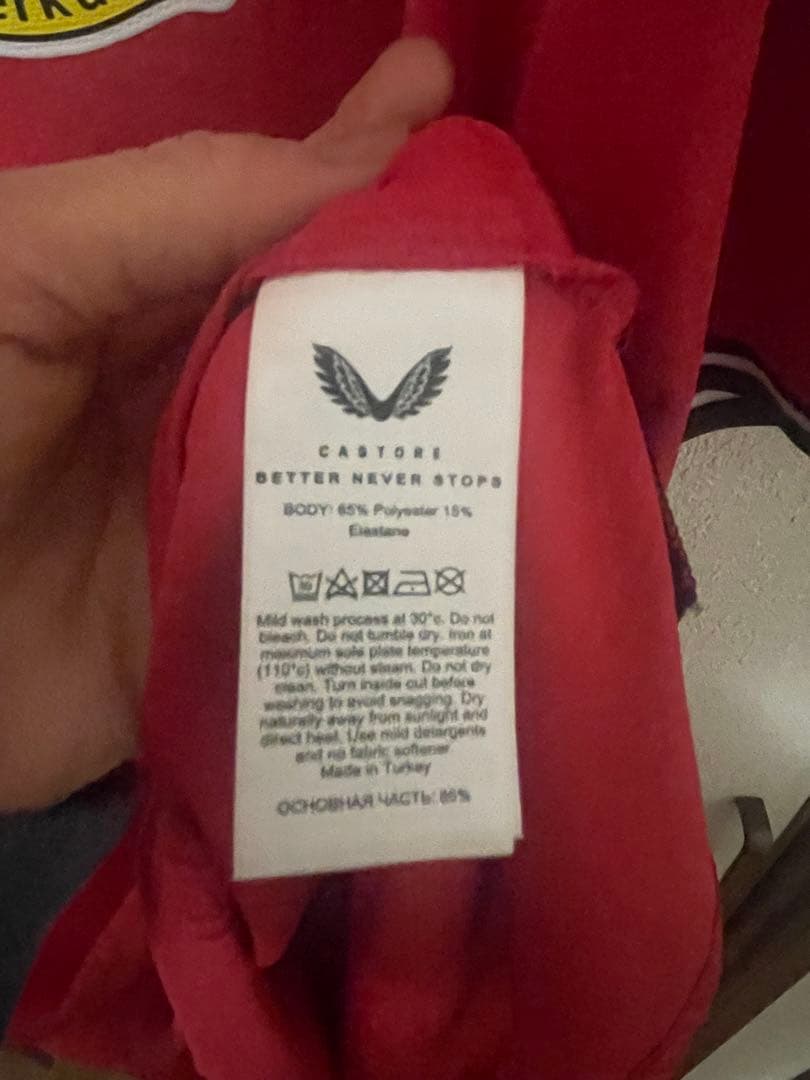 CASTORE
BETTER NEVER STOPS
BODY: 85% Polyester 15%
Elastane
30
Mild wash process at 30°c. Do not
bleach. Do not tumble dry. Iron at
maximum sole plate temperature
(110°c) without steam. Do not dry
clean. Turn inside out before
washing to avoid snagging. Dry
naturally away from sunlight and
direct heat. Use mild detergents
and no fabric softener
Made in Turkey
ОСНОВНАЯ ЧАСТЬ: 85%